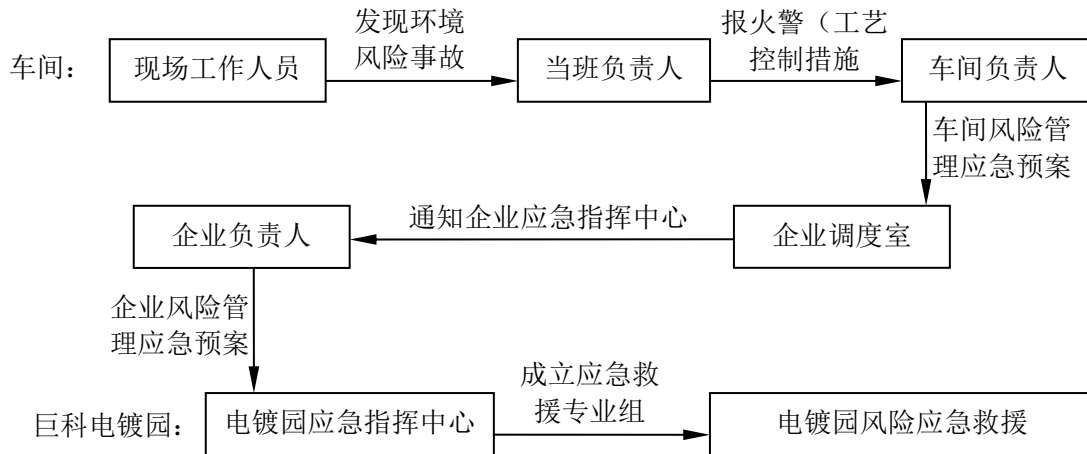 车间：
现场工作人员
发现环境
风险事故
当班负责人
报火警（工艺
控制措施
车间负责人
车间风险管
理应急预案
企业负责人
通知企业应急指挥中心
企业调度室
企业风险管
理应急预案
巨科电镀园：
电镀园应急指挥中心
成立应急救
援专业组
电镀园风险应急救援